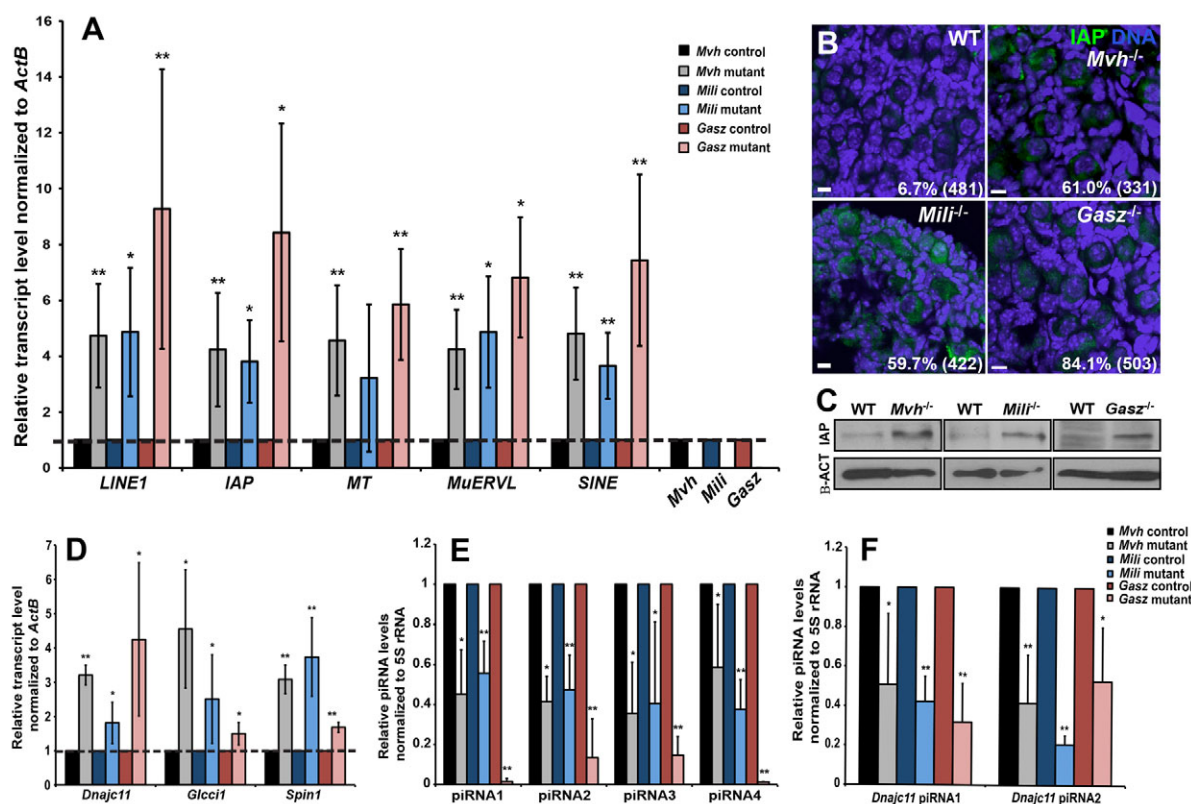 A
16
14
12
10
8
6
4
2
0
Relative transcript level normalized to ActB
** * ** ** * * ** ** ** * * ** ** **
Mvh control
Mvh mutant
Mili control
Mili mutant
Gasz control
Gasz mutant
LINE1 IAP MT MuERVL SINE Mvh Mili Gasz
B
WT
6.7% (481)
IAP DNA
Mvh-/-
61.0% (331)
Mili-/-
59.7% (422)
Gasz-/-
84.1% (503)
C
WT Mvh-/- WT Mili-/- WT Gasz-/-
IAP
B-ACT
D
7
6
5
4
3
2
1
0
Relative transcript level
normalized to ActB
** * * * * * ** ** **
Dnajc11 Glcci1 Spin1
E
1.2
1
0.8
0.6
0.4
0.2
0
Relative piRNA levels
normalized to 5S rRNA
* ** ** * ** ** * * ** * ** **
piRNA1 piRNA2 piRNA3 piRNA4
F
1.2
1
0.8
0.6
0.4
0.2
0
Relative piRNA levels
normalized to 5S rRNA
* ** ** ** ** *
Mvh control
Mvh mutant
Mili control
Mili mutant
Gasz control
Gasz mutant
Dnajc11 piRNA1 Dnajc11 piRNA2